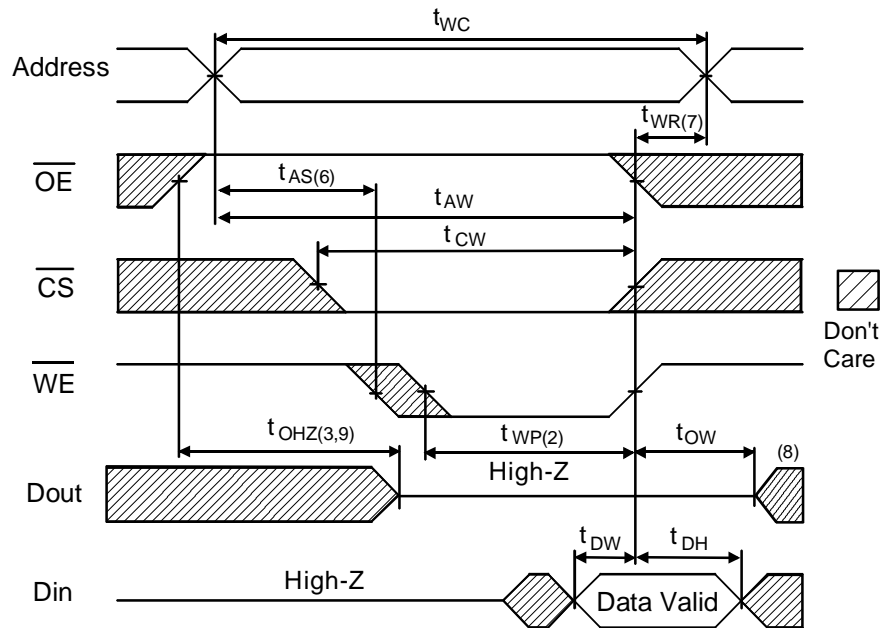 tWC
Address
tWR(7)
OE
tAS(6)
tAW
tCW
CS
Don't
Care
WE
tOHZ(3,9)
tWP(2)
tOW
High-Z
(8)
Dout
tDW
tDH
High-Z
Din
Data Valid